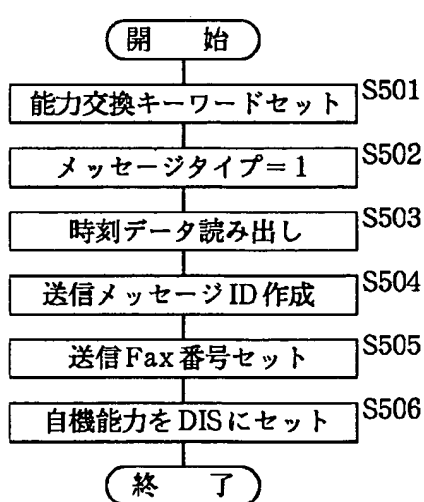 開　始
能力交換キーワードセット S501
メッセージタイプ＝1 S502
時刻データ読み出し S503
送信メッセージID作成 S504
送信Fax番号セット S505
自機能力をDISにセット S506
終　了